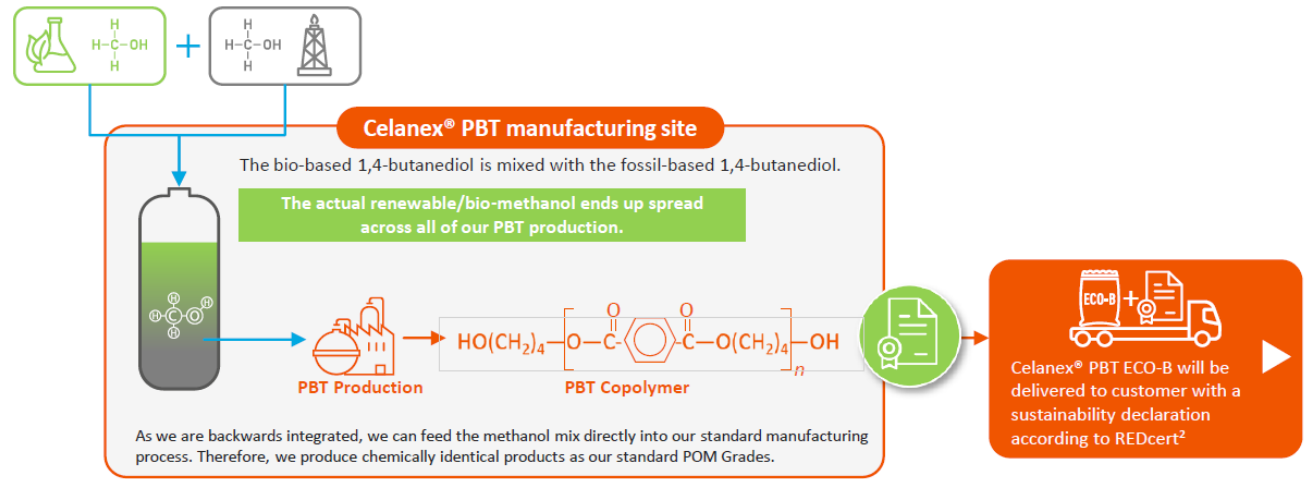 H
H–C–OH
H
+
H
H–C–OH
H
Celanex® PBT manufacturing site
The bio-based 1,4-butanediol is mixed with the fossil-based 1,4-butanediol.
The actual renewable/bio-methanol ends up spread
across all of our PBT production.
H
H C O H
H
PBT Production
O O
HO(CH₂)₄–[O–C–⬡–C–O(CH₂)₄]–OH
n
PBT Copolymer
As we are backwards integrated, we can feed the methanol mix directly into our standard manufacturing
process. Therefore, we produce chemically identical products as our standard POM Grades.
ECO-B +
Celanex® PBT ECO-B will be
delivered to customer with a
sustainability declaration
according to REDcert²